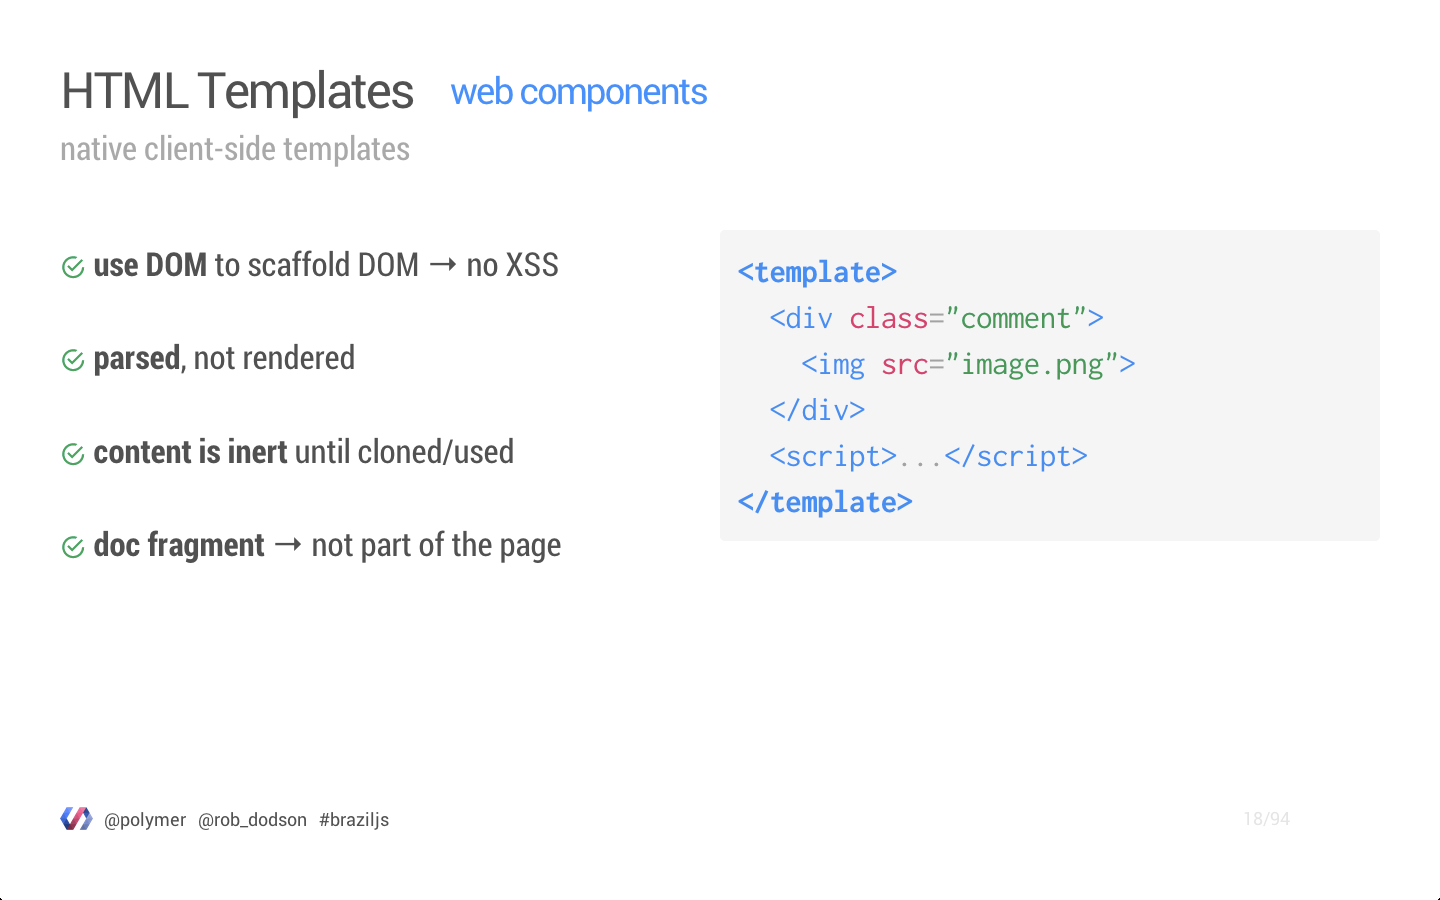 HTML Templates web components
native client-side templates
use DOM to scaffold DOM → no XSS
parsed, not rendered
content is inert until cloned/used
doc fragment → not part of the page
<template>
  <div class="comment">
    <img src="image.png">
  </div>
  <script>...</script>
</template>
@polymer @rob_dodson #braziljs
18/94